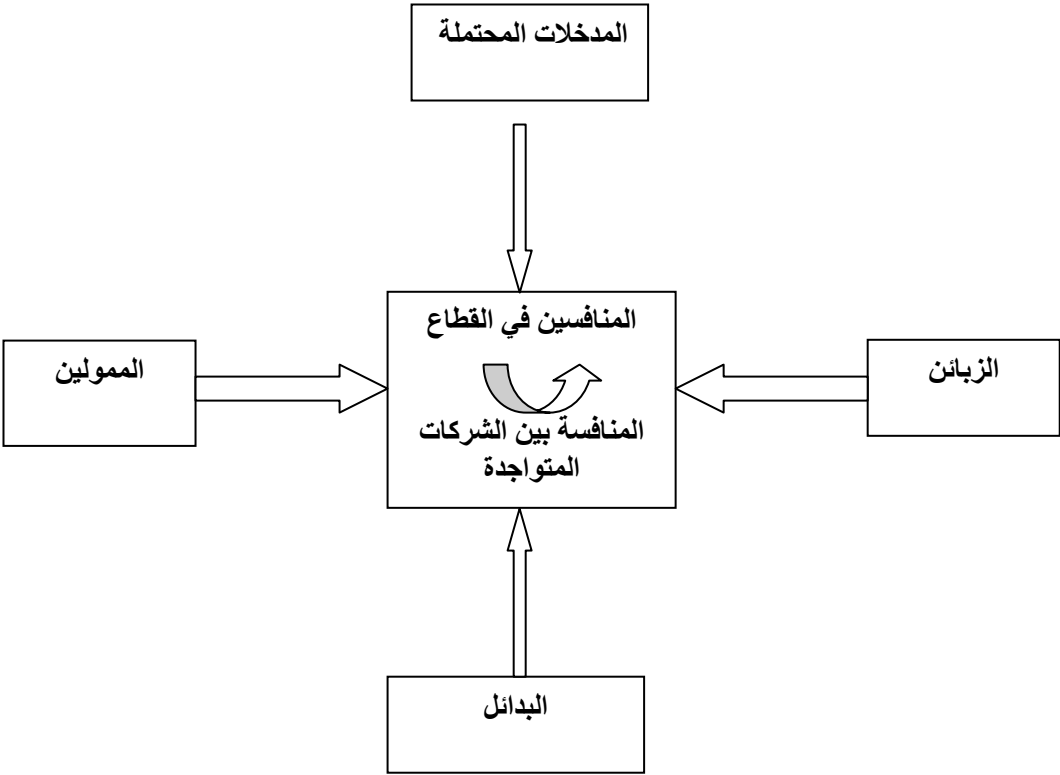 المدخلات المحتملة
المنافسين في القطاع
الممولين
الزبائن
المنافسة بين الشركات
المتواجدة
البدائل